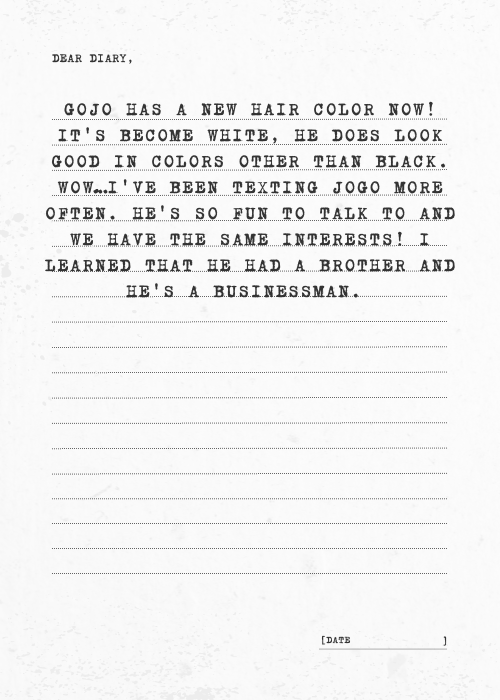 DEAR DIARY,
GOJO HAS A NEW HAIR COLOR NOW!
IT'S BECOME WHITE, HE DOES LOOK
GOOD IN COLORS OTHER THAN BLACK.
WOW...I'VE BEEN TEXTING JOGO MORE
OFTEN. HE'S SO FUN TO TALK TO AND
WE HAVE THE SAME INTERESTS! I
LEARNED THAT HE HAD A BROTHER AND
HE'S A BUSINESSMAN.
[DATE ]